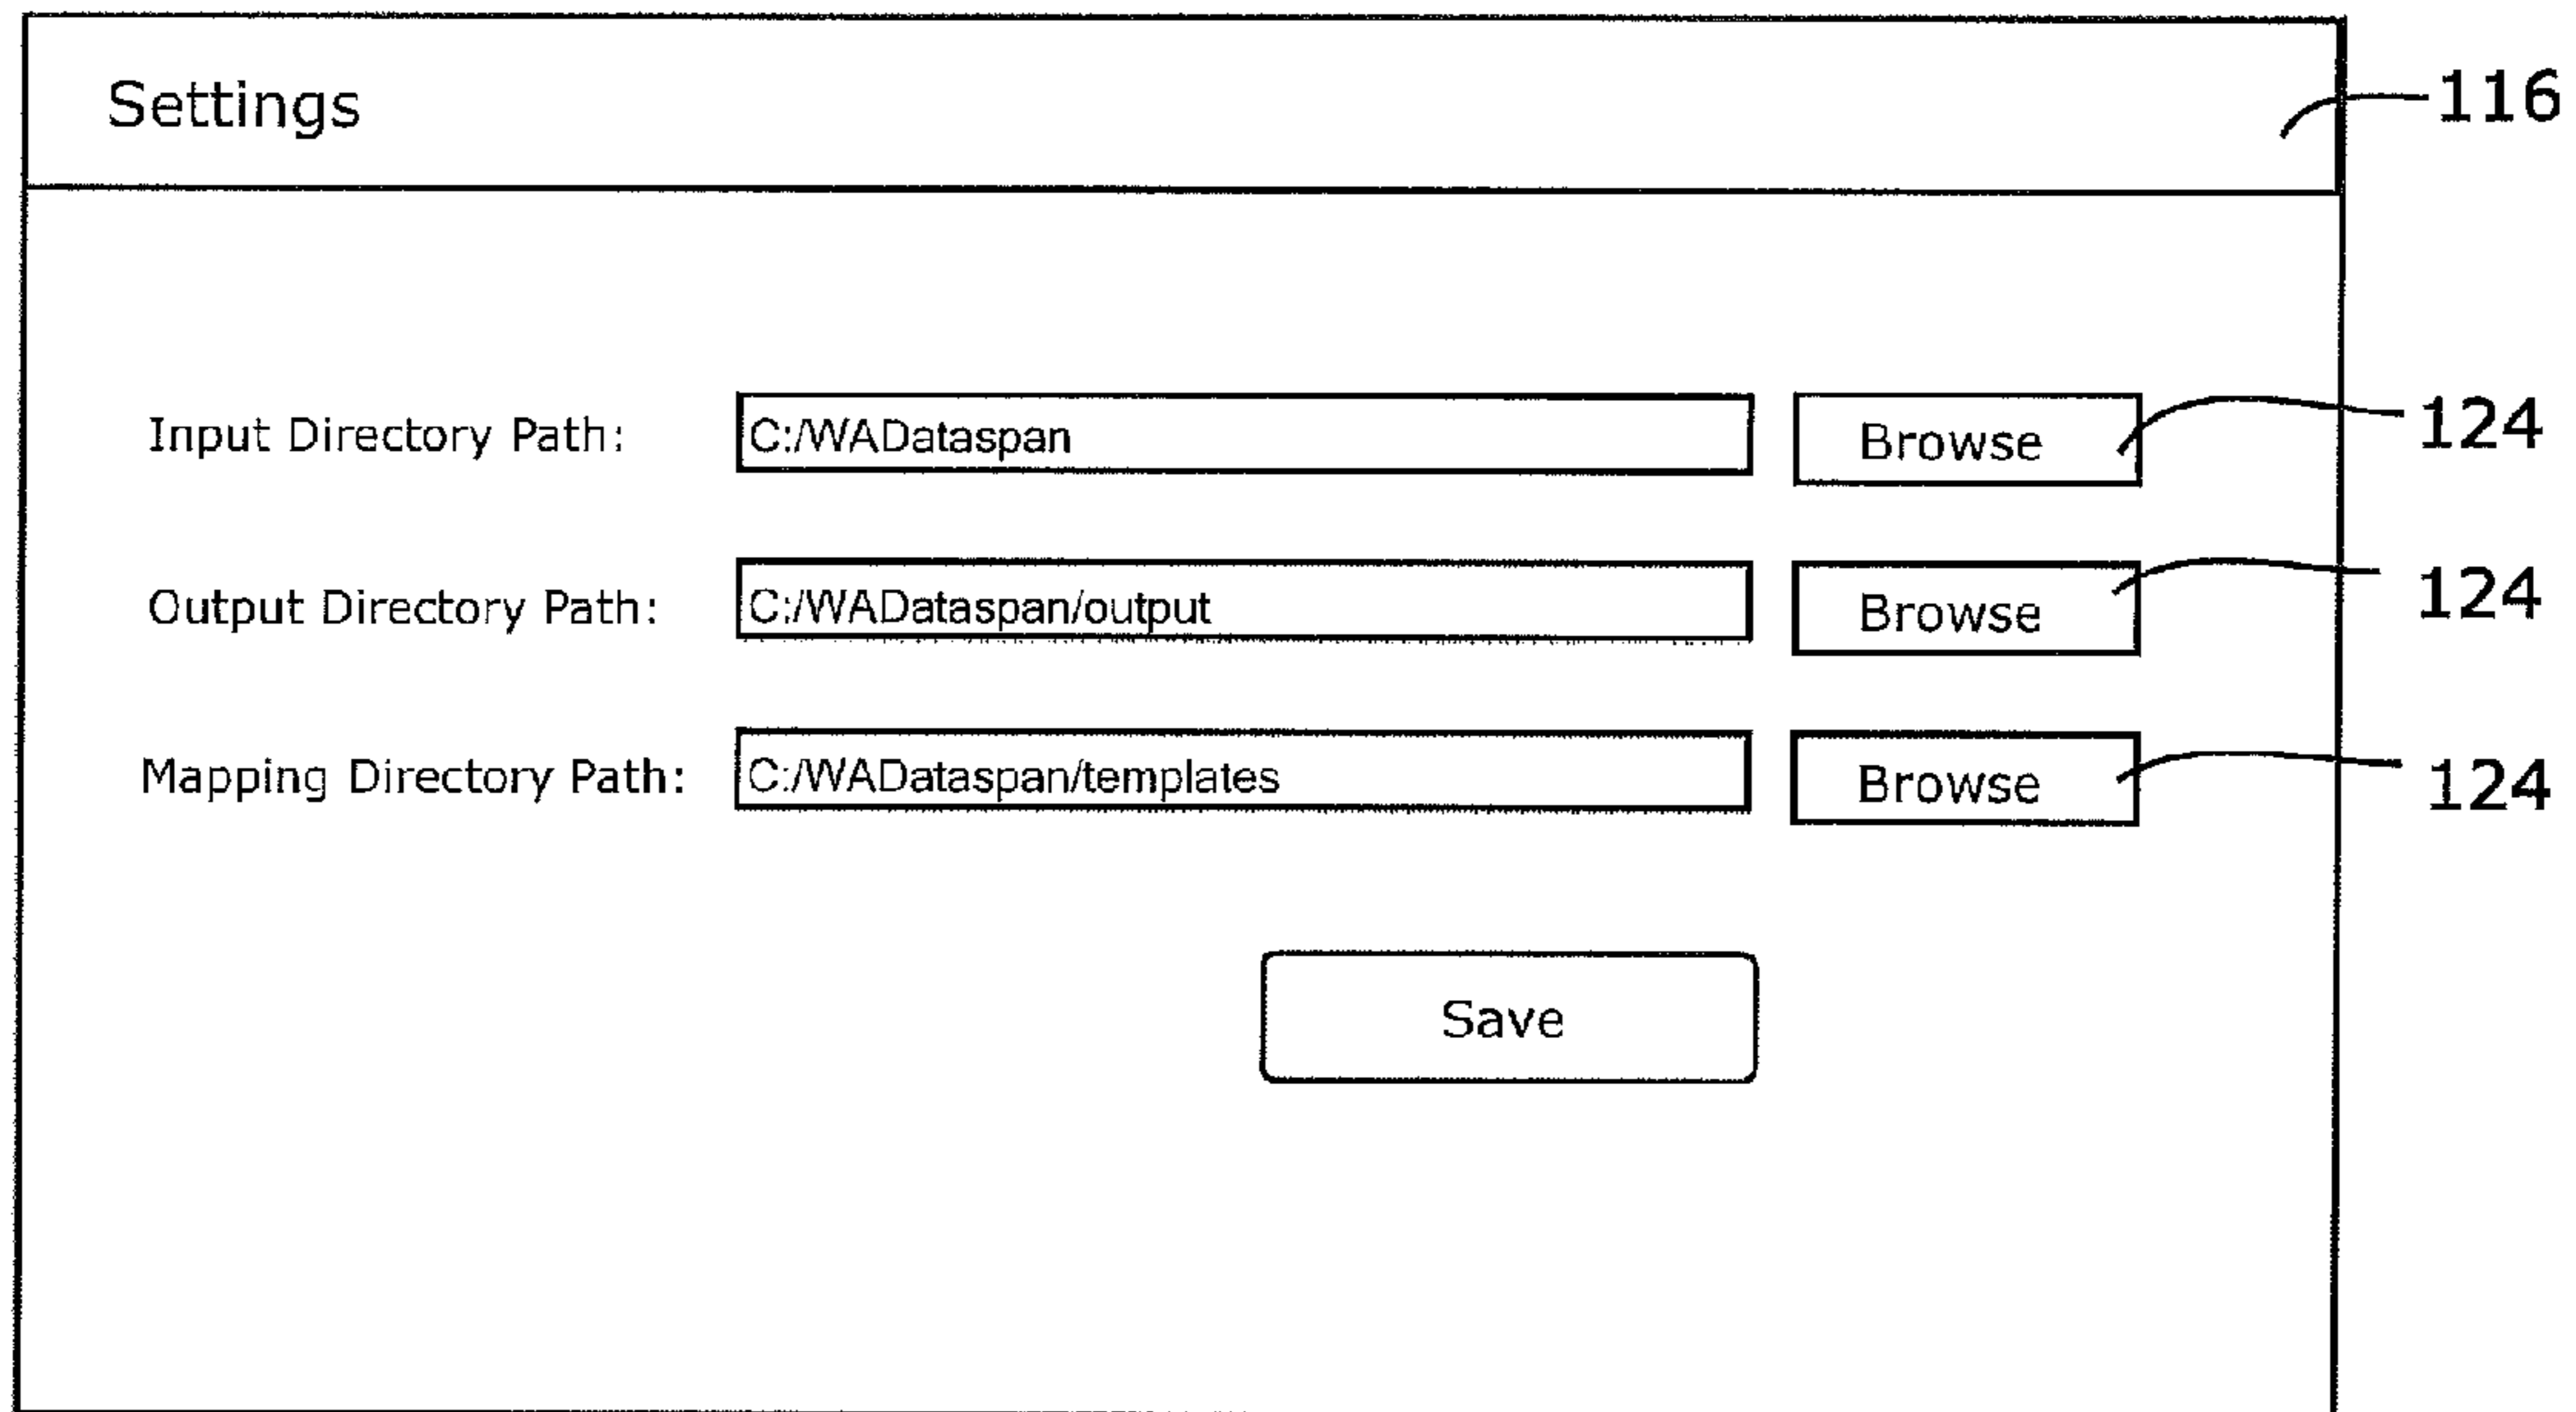 Settings 116
Input Directory Path: C:/WADataspan Browse 124
Output Directory Path: C:/WADataspan/output Browse 124
Mapping Directory Path: C:/WADataspan/templates Browse 124
Save